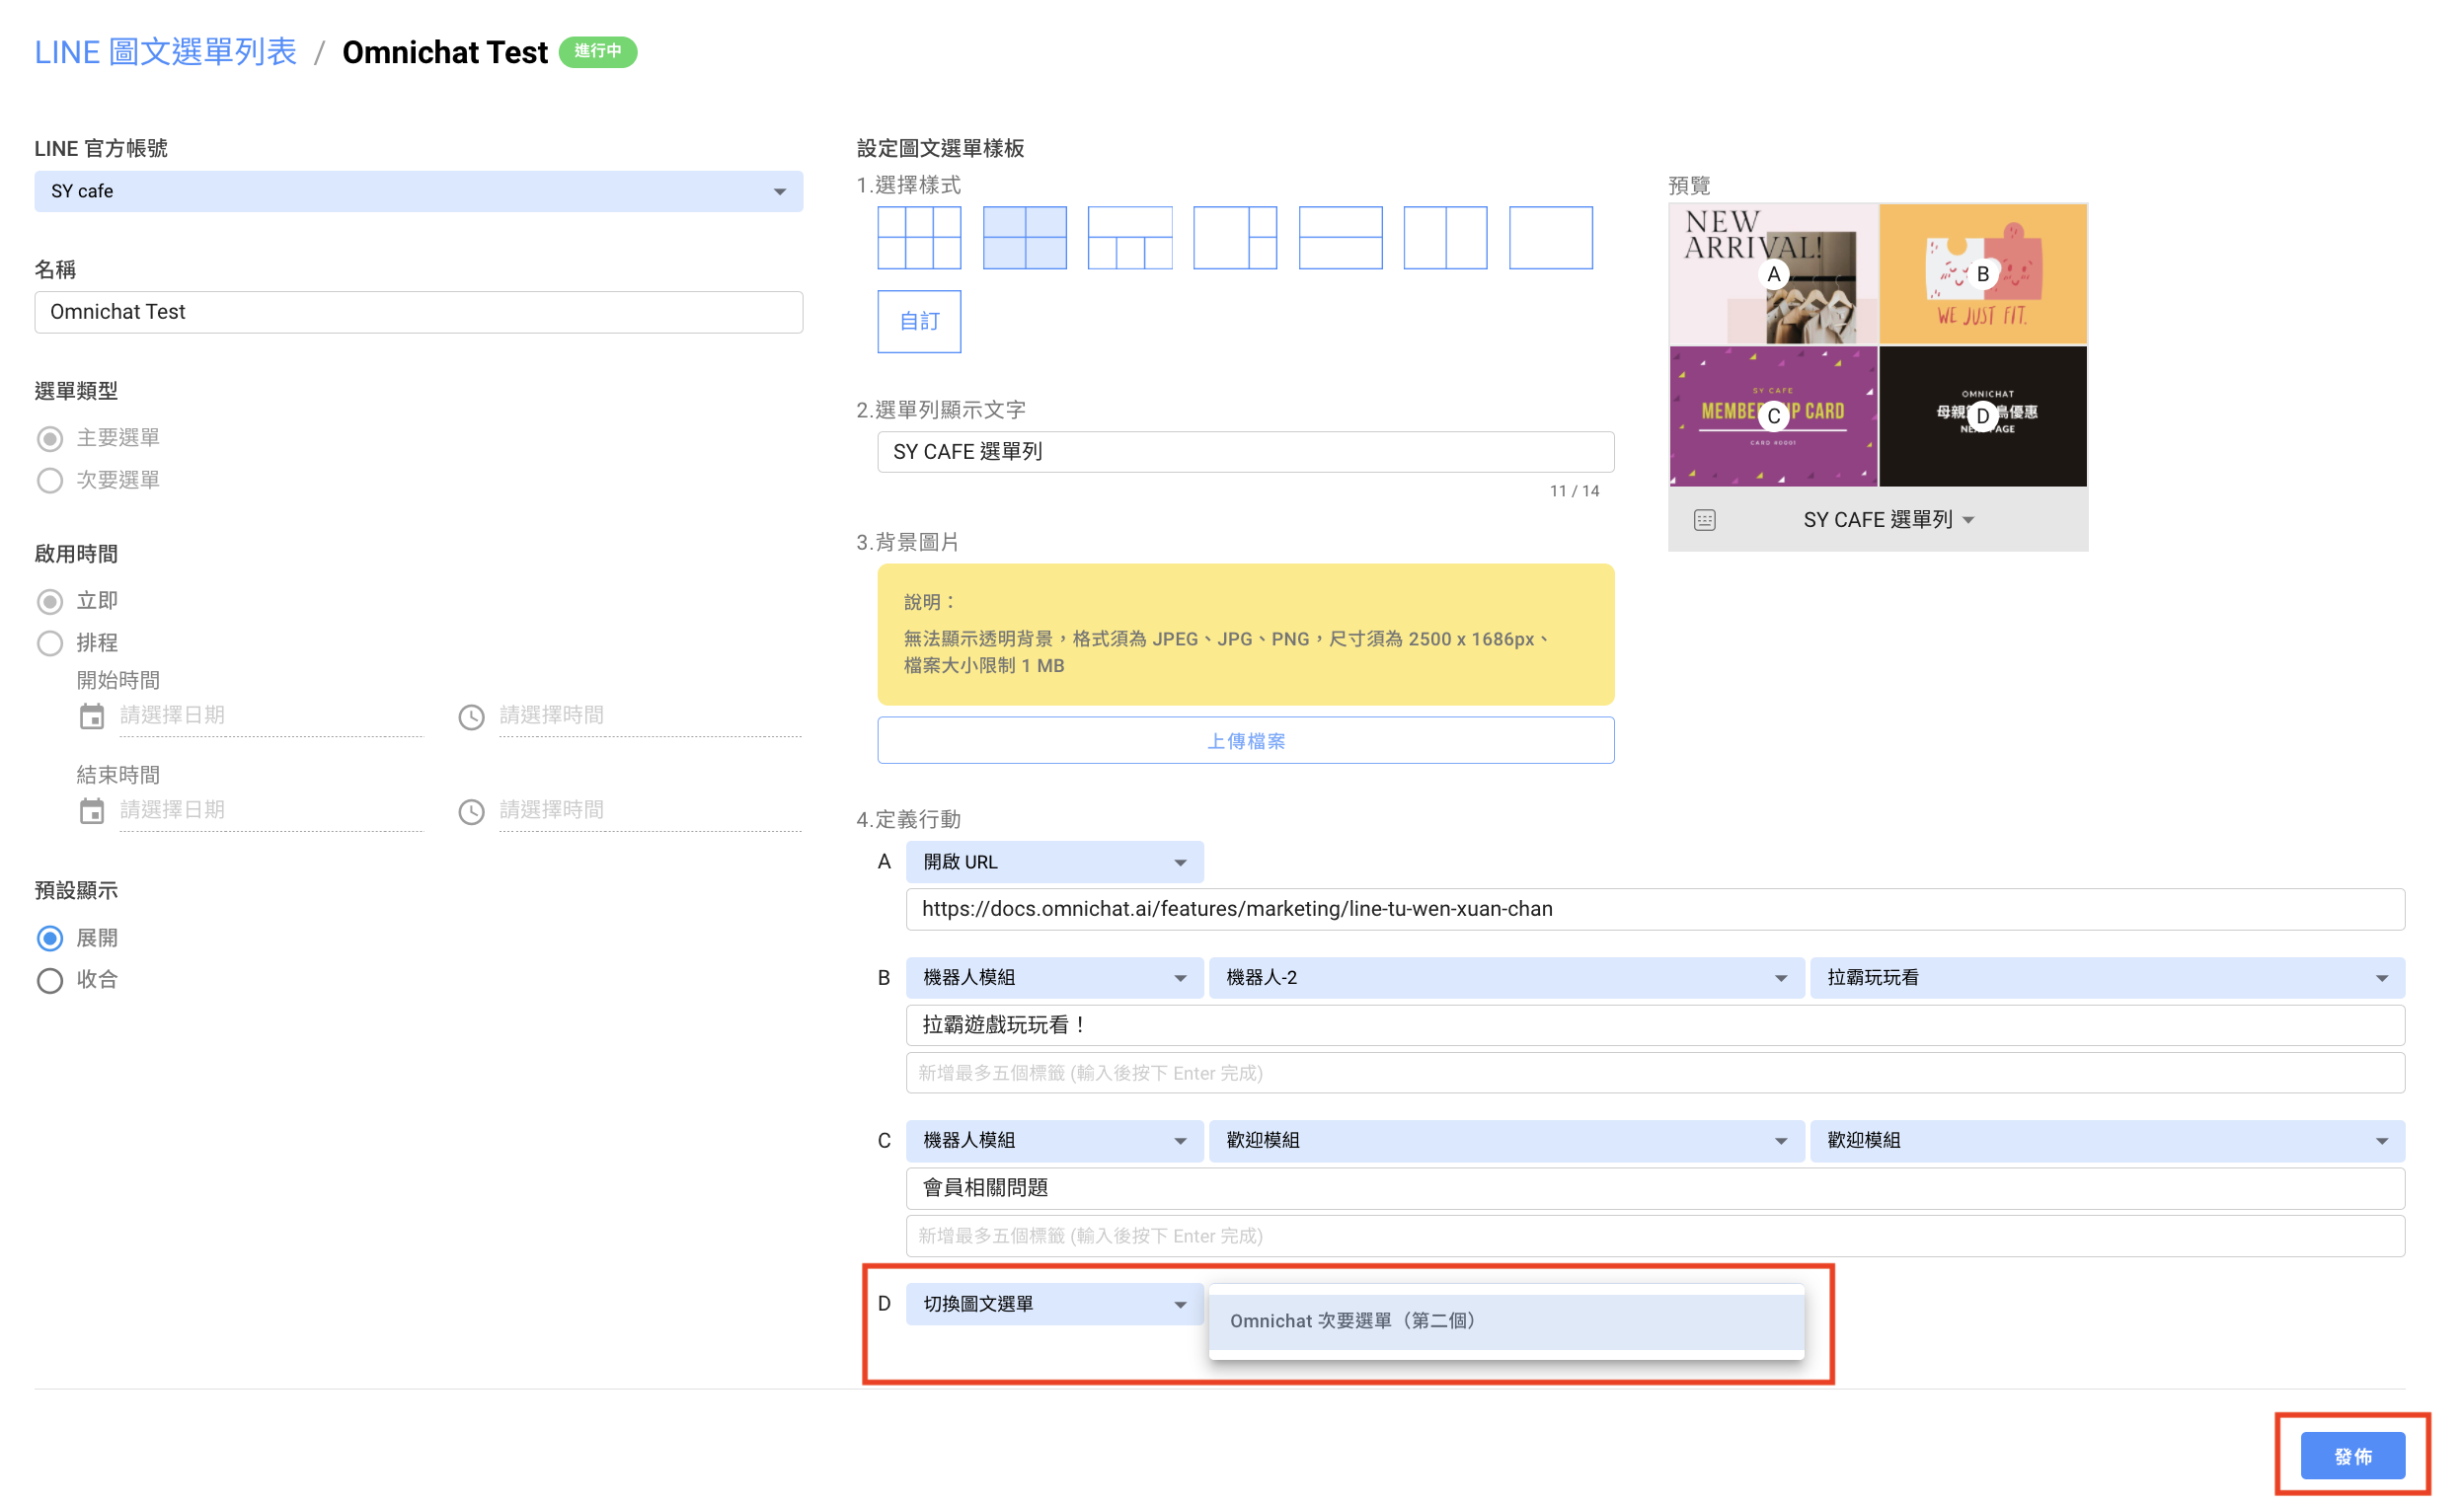 LINE 圖文選單列表 / Omnichat Test 進行中
LINE 官方帳號
SY cafe
名稱
Omnichat Test
選單類型
主要選單
次要選單
啟用時間
立即
排程
開始時間
請選擇日期 請選擇時間
結束時間
請選擇日期 請選擇時間
預設顯示
展開
收合
設定圖文選單樣板
1.選擇樣式
自訂
2.選單列顯示文字
SY CAFE 選單列
11 / 14
3.背景圖片
說明：
無法顯示透明背景，格式須為 JPEG、JPG、PNG，尺寸須為 2500 x 1686px、
檔案大小限制 1 MB
上傳檔案
4.定義行動
A 開啟 URL
https://docs.omnichat.ai/features/marketing/line-tu-wen-xuan-chan
B 機器人模組 機器人-2 拉霸玩玩看
拉霸遊戲玩玩看！
新增最多五個標籤 (輸入後按下 Enter 完成)
C 機器人模組 歡迎模組 歡迎模組
會員相關問題
新增最多五個標籤 (輸入後按下 Enter 完成)
D 切換圖文選單 Omnichat 次要選單（第二個）
預覽
NEW
ARRIVAL!
A
B
WE JUST FIT.
SY CAFE
CARD
C
CARD #0001
OMNICHAT
D
SY CAFE 選單列
發佈